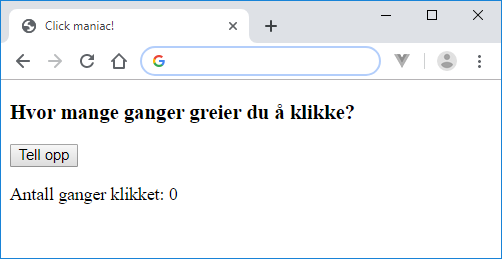 Click maniac!
Hvor mange ganger greier du å klikke?
Tell opp
Antall ganger klikket: 0